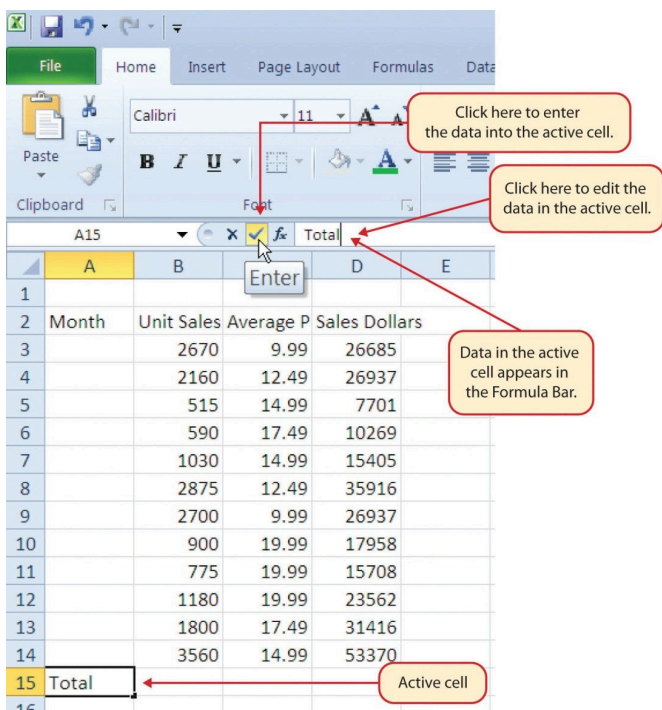 File Home Insert Page Layout Formulas Data
Calibri 11 A A
Paste B I U A
Clipboard Font
Click here to enter
the data into the active cell.
Click here to edit the
data in the active cell.
A15 fx Total
Enter
A B D E
1
2 Month Unit Sales Average P Sales Dollars
3 2670 9.99 26685
4 2160 12.49 26937
5 515 14.99 7701
6 590 17.49 10269
7 1030 14.99 15405
8 2875 12.49 35916
9 2700 9.99 26937
10 900 19.99 17958
11 775 19.99 15708
12 1180 19.99 23562
13 1800 17.49 31416
14 3560 14.99 53370
15 Total
16
Data in the active
cell appears in
the Formula Bar.
Active cell